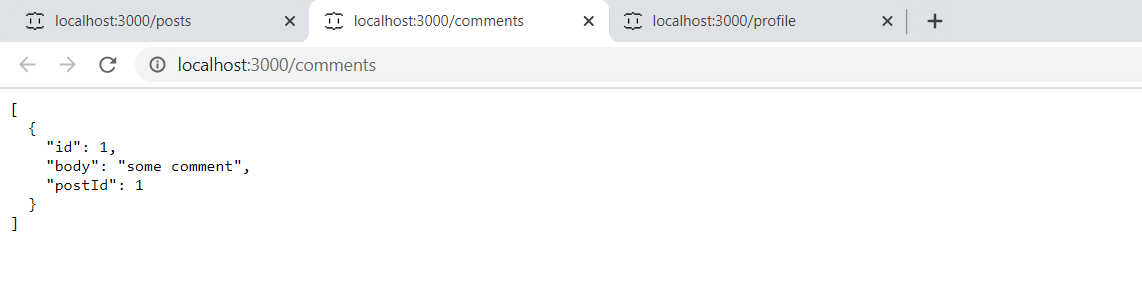 localhost:3000/posts
localhost:3000/comments
localhost:3000/profile
localhost:3000/comments
[
  {
    "id": 1,
    "body": "some comment",
    "postId": 1
  }
]